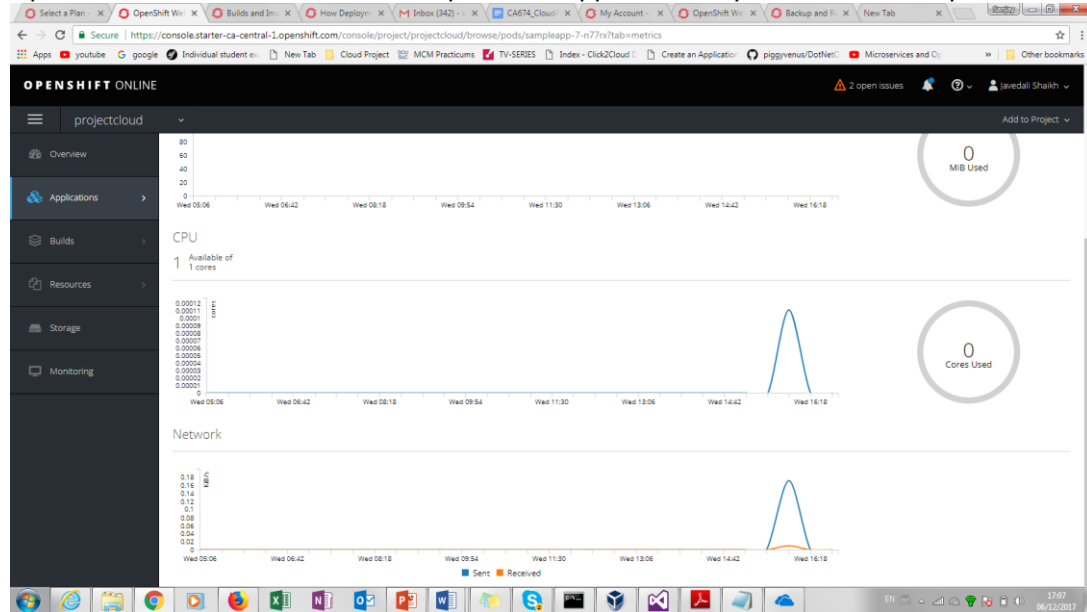 Select a Plan -
OpenShift We
Builds and Im
How Deploym
Inbox (342) -
CA674_Cloud
My Account -
OpenShift We
Backup and R
New Tab
Sanjay
Secure | https://console.starter-ca-central-1.openshift.com/console/project/projectcloud/browse/pods/sampleapp-7-n77rx?tab=metrics
Apps youtube google Individual student ex New Tab Cloud Project MCM Practicums TV-SERIES Index - Click2Cloud Create an Application piggyvenus/DotNet Microservices and O » Other bookmarks
OPENSHIFT ONLINE
2 open issues
Javedali Shaikh
projectcloud
Add to Project
Overview
Applications
Builds
Resources
Storage
Monitoring
80
60
40
20
0
Wed 05:06 Wed 06:42 Wed 08:18 Wed 09:54 Wed 11:30 Wed 13:06 Wed 14:42 Wed 16:18
0
MiB Used
CPU
1 Available of
1 cores
cores
0.00012
0.00011
0.0001
0.00009
0.00008
0.00007
0.00006
0.00005
0.00004
0.00003
0.00002
0.00001
0
Wed 05:06 Wed 06:42 Wed 08:18 Wed 09:54 Wed 11:30 Wed 13:06 Wed 14:42 Wed 16:18
0
Cores Used
Network
KiB/s
0.18
0.16
0.14
0.12
0.1
0.08
0.06
0.04
0.02
0
Wed 05:06 Wed 06:42 Wed 08:18 Wed 09:54 Wed 11:30 Wed 13:06 Wed 14:42 Wed 16:18
Sent Received
EN
17:07
06/12/2017